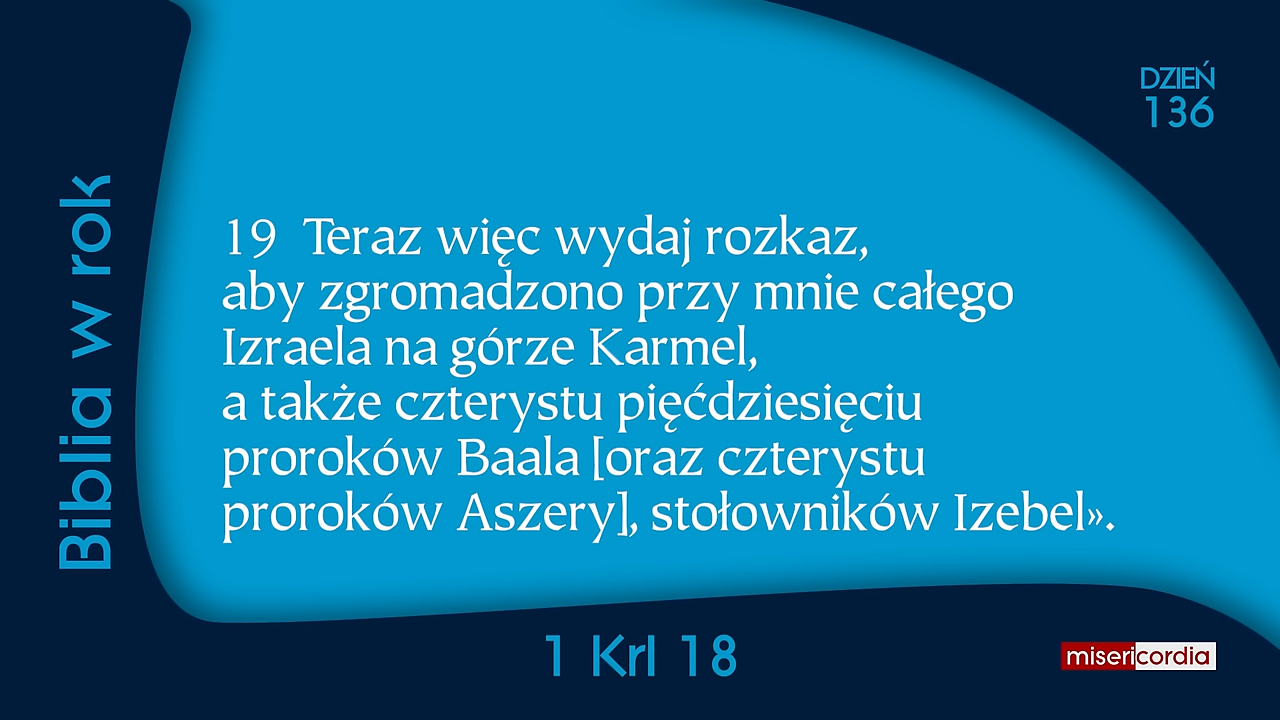 DZIEŃ
136
Biblia w rok
19 Teraz więc wydaj rozkaz,
aby zgromadzono przy mnie całego
Izraela na górze Karmel,
a także czterystu pięćdziesięciu
proroków Baala [oraz czterystu
proroków Aszery], stołowników Izebel».
1 Krl 18
misericordia